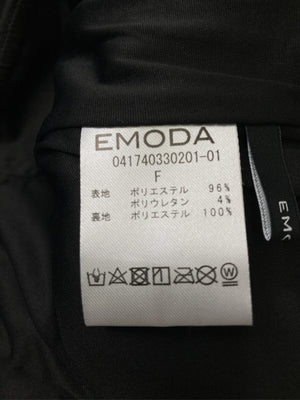 EMODA
041740330201-01
F
表地 ポリエステル 96%
ポリウレタン 4%
裏地 ポリエステル 100%
W
EMO